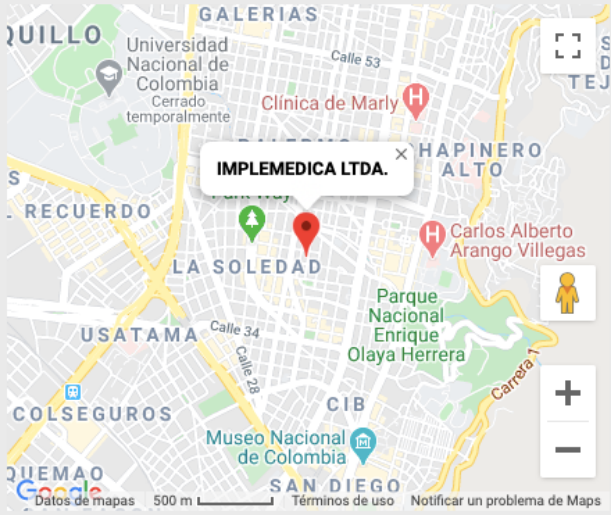 GALERIAS
QUILLO
Universidad
Nacional de
Colombia
Cerrado
temporalmente
Calle 53
TEJ
Clínica de Marly
CHAPINERO
ALTO
IMPLEMEDICA LTDA.
RECUERDO
Park Way
Carlos Alberto
Arango Villegas
LA SOLEDAD
Parque
Nacional
Enrique
Olaya Herrera
USATAMA
Calle 34
Calle 28
Carrera 1
COLSEGUROS
CIB
Museo Nacional
de Colombia
QUEMAO
SAN DIEGO
Google
Datos de mapas
500 m
Términos de uso
Notificar un problema de Maps